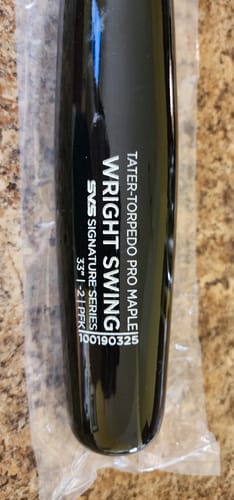 TATER-TORPEDO PRO MAPLE
WRIGHT SWING
SVS SIGNATURE SERIES
33" | -2 | PFK
100190325